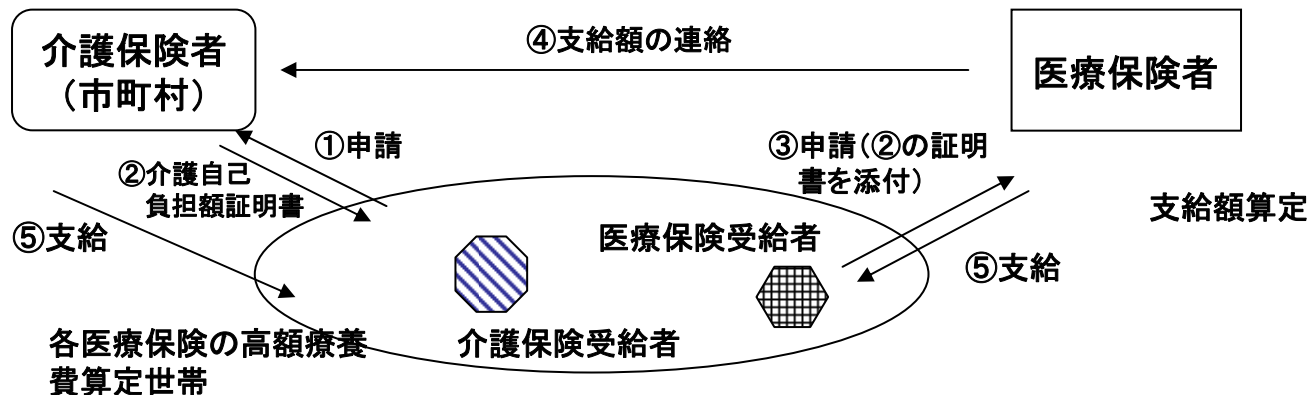 介護保険者
（市町村）
④支給額の連絡
医療保険者
①申請
②介護自己
負担額証明書
③申請（②の証明
書を添付）
支給額算定
⑤支給
医療保険受給者
⑤支給
介護保険受給者
各医療保険の高額療養
費算定世帯